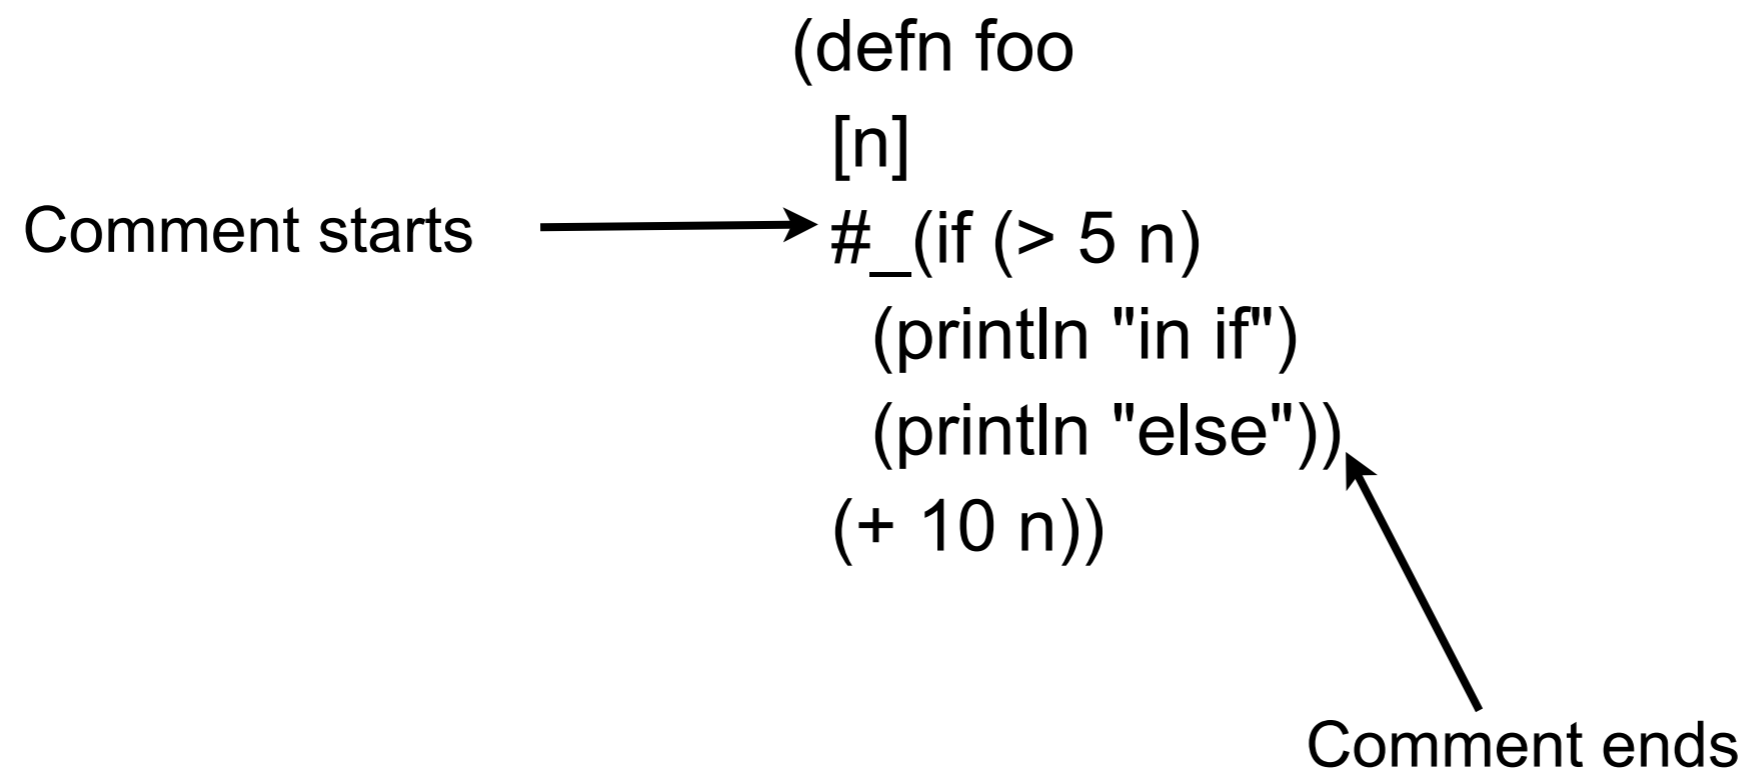 (defn foo
[n]
Comment starts
#_(if (> 5 n)
(println "in if")
(println "else"))
(+ 10 n))
Comment ends